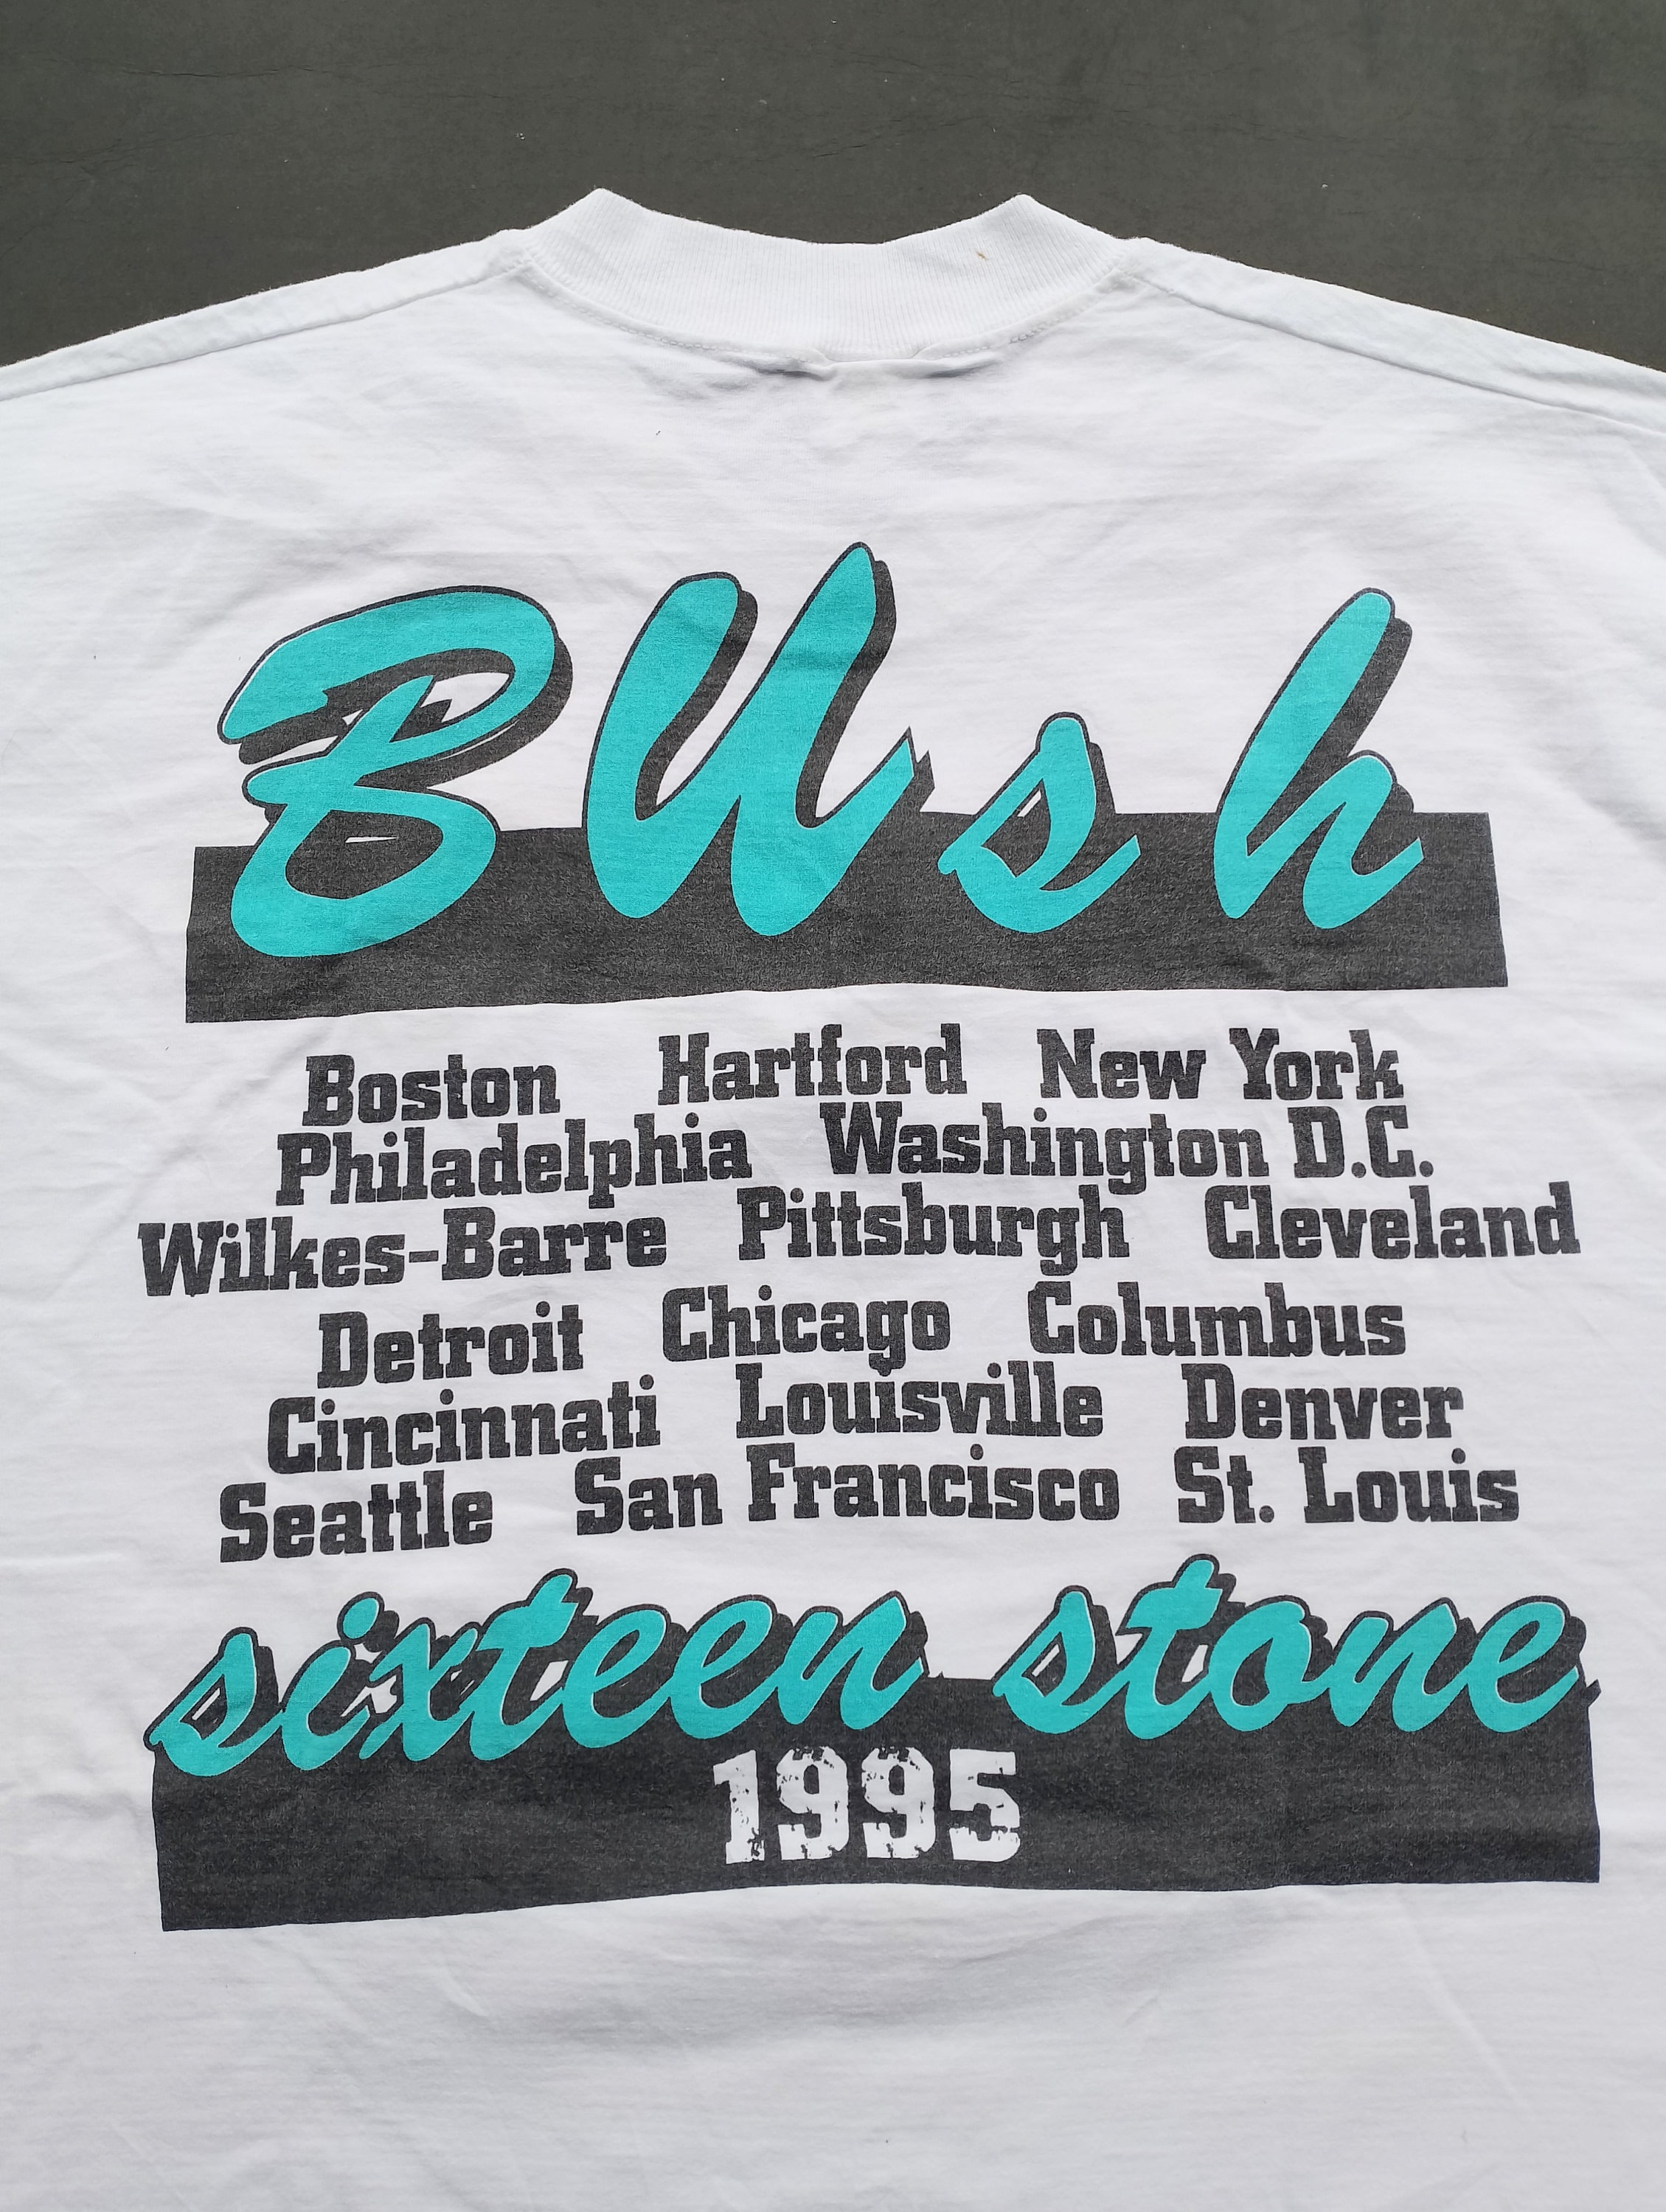 BUsh
Boston Hartford New York
Philadelphia Washington D.C.
Wilkes-Barre Pittsburgh Cleveland
Detroit Chicago Columbus
Cincinnati Louisville Denver
Seattle San Francisco St. Louis
sixteen stone
1995